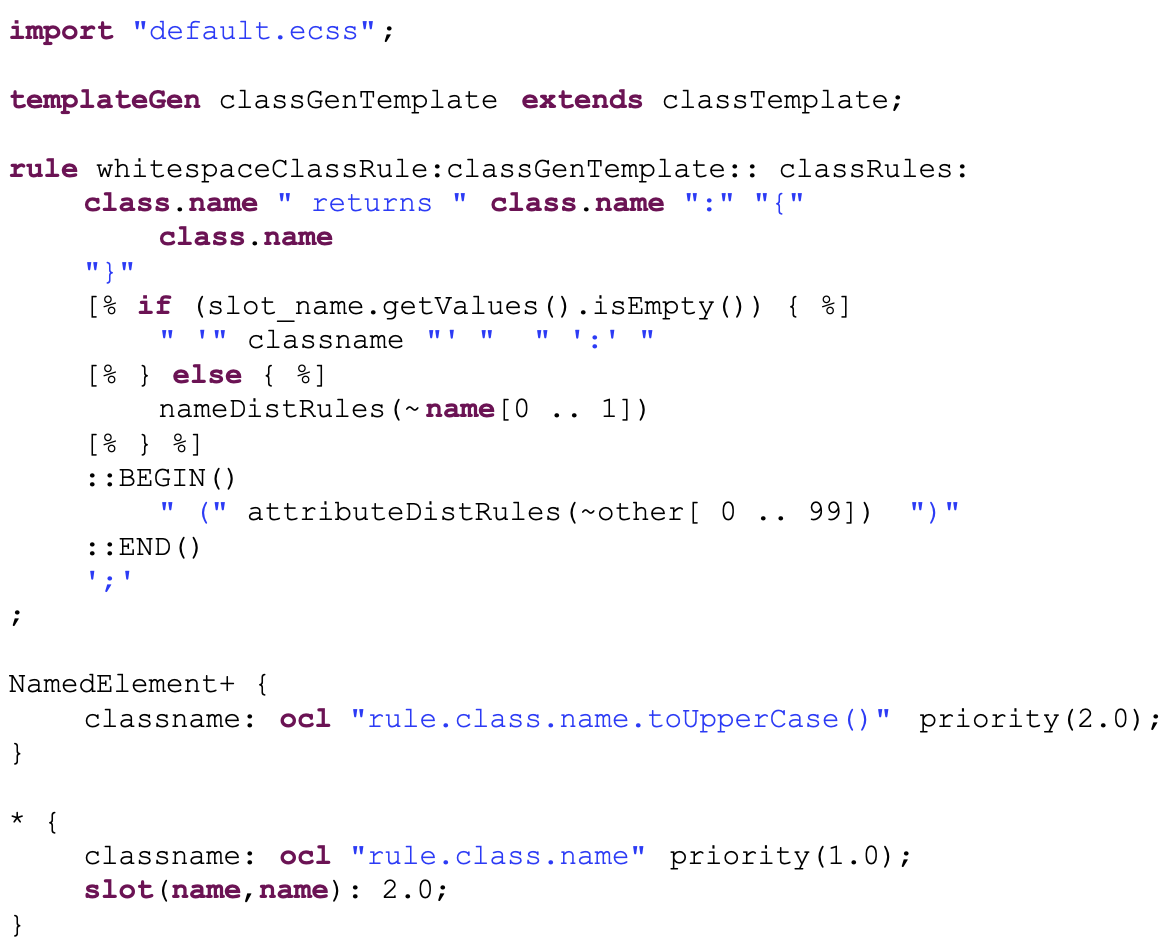 import "default.ecss";
templateGen classGenTemplate extends classTemplate;
rule whitespaceClassRule:classGenTemplate:: classRules:
class.name " returns " class.name ":" "{"
class.name
"}"
[% if (slot_name.getValues().isEmpty()) { %]
" '" classname "' "  " ':' "
[% } else { %]
nameDistRules(~name[0 .. 1])
[% } %]
::BEGIN()
" (" attributeDistRules(~other[ 0 .. 99])  ")"
::END()
';'
;
NamedElement+ {
classname: ocl "rule.class.name.toUpperCase()" priority(2.0);
}
* {
classname: ocl "rule.class.name" priority(1.0);
slot(name,name): 2.0;
}